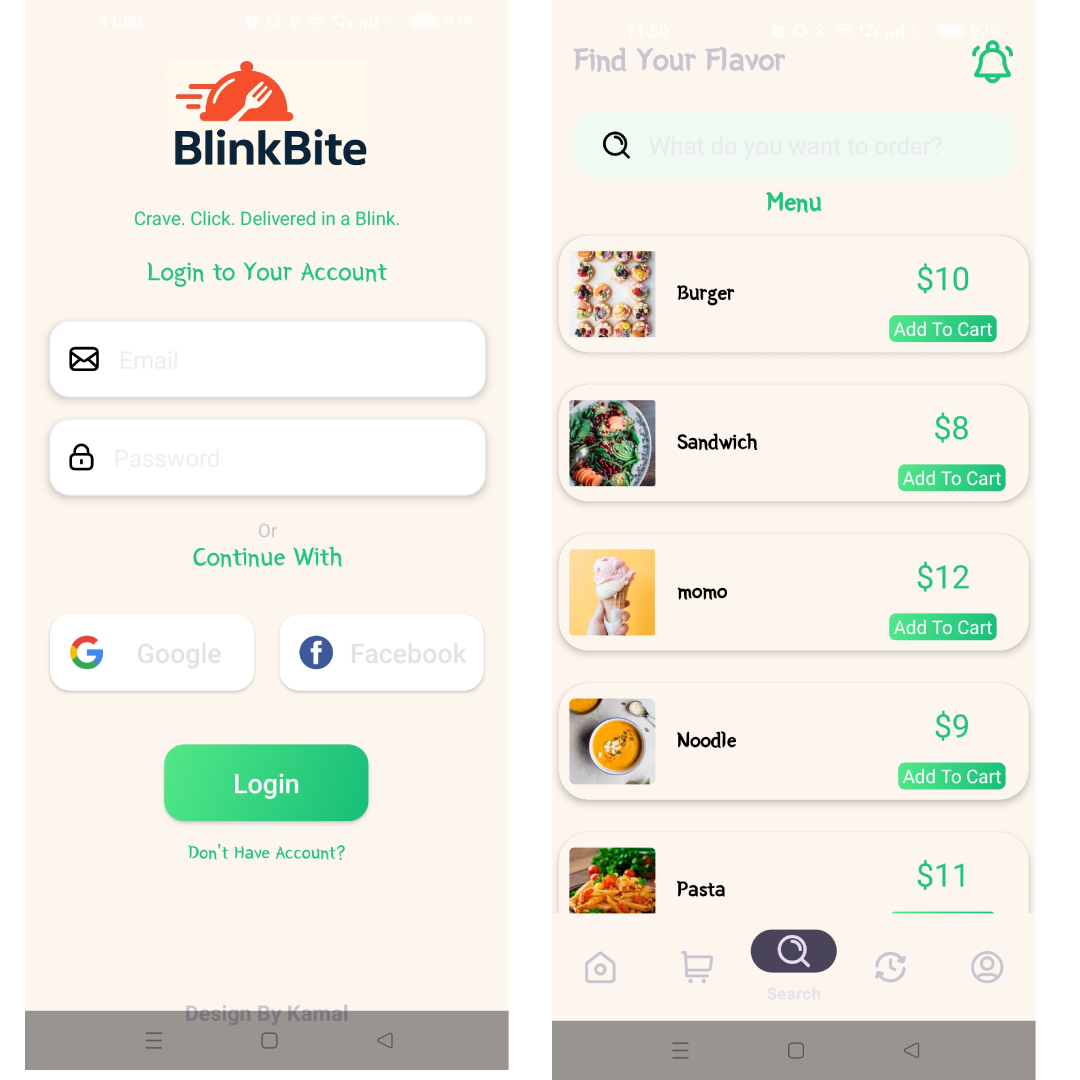 11:50
97%
BlinkBite
Crave. Click. Delivered in a Blink.
Login to Your Account
Email
Password
Or
Continue With
Google
Facebook
Login
Don't Have Account?
Design By Kamal
11:50
97%
Find Your Flavor
What do you want to order?
Menu
Burger
$10
Add To Cart
Sandwich
$8
Add To Cart
momo
$12
Add To Cart
Noodle
$9
Add To Cart
Pasta
$11
Search